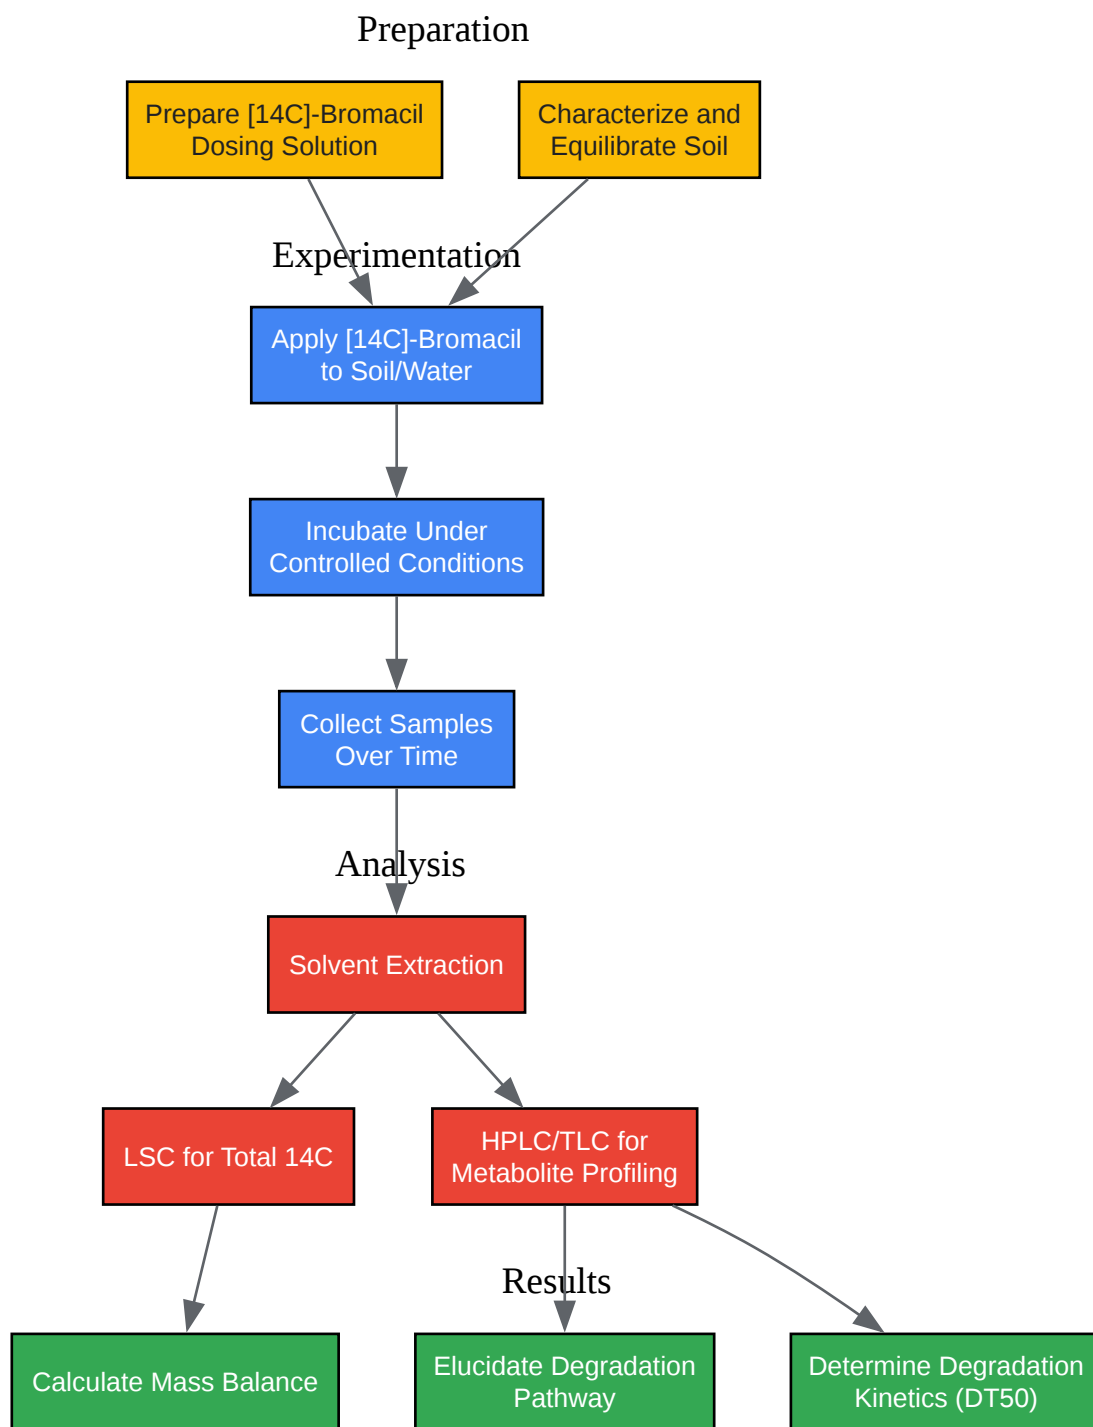 Preparation
Prepare [14C]-Bromacil
Dosing Solution
Characterize and
Equilibrate Soil
Experimentation
Apply [14C]-Bromacil
to Soil/Water
Incubate Under
Controlled Conditions
Collect Samples
Over Time
Analysis
Solvent Extraction
LSC for Total 14C
HPLC/TLC for
Metabolite Profiling
Results
Calculate Mass Balance
Elucidate Degradation
Pathway
Determine Degradation
Kinetics (DT50)